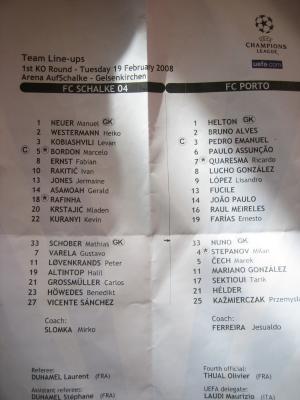 UEFA
CHAMPIONS
LEAGUE
uefa.com
Team Line-ups
1st KO Round - Tuesday 19 February 2008
Arena AufSchalke - Gelsenkirchen
FC SCHALKE 04
1 NEUER Manuel GK
2 WESTERMANN Heiko
3 KOBIASHVILI Levan
C 5 * BORDON Marcelo
8 ERNST Fabian
10 RAKITIĆ Ivan
13 JONES Jermaine
14 ASAMOAH Gerald
18 * RAFINHA
20 KRSTAJIĆ Mladen
22 KURANYI Kevin
33 SCHOBER Mathias GK
7 VARELA Gustavo
11 LØVENKRANDS Peter
19 ALTINTOP Halil
21 GROSSMÜLLER Carlos
23 HÖWEDES Benedikt
27 VICENTE SÁNCHEZ
Coach:
SLOMKA Mirko
Referee:
DUHAMEL Laurent (FRA)
Assistant referees:
DUHAMEL Stéphane (FRA)
FC PORTO
1 HELTON GK
2 BRUNO ALVES
C 3 PEDRO EMANUEL
6 PAULO ASSUNÇÃO
7 * QUARESMA Ricardo
8 LUCHO GONZÁLEZ
9 LÓPEZ Lisandro
13 FUCILE
14 JOÃO PAULO
16 RAUL MEIRELES
19 FARÍAS Ernesto
33 NUNO GK
4 * STEPANOV Milan
5 ČECH Marek
11 MARIANO GONZÁLEZ
17 SEKTIOUI Tarik
21 HÉLDER
25 KAŹMIERCZAK Przemysła
Coach:
FERREIRA Jesualdo
Fourth official:
THUAL Olivier (FRA)
UEFA delegate:
LAUDI Maurizio (ITA)